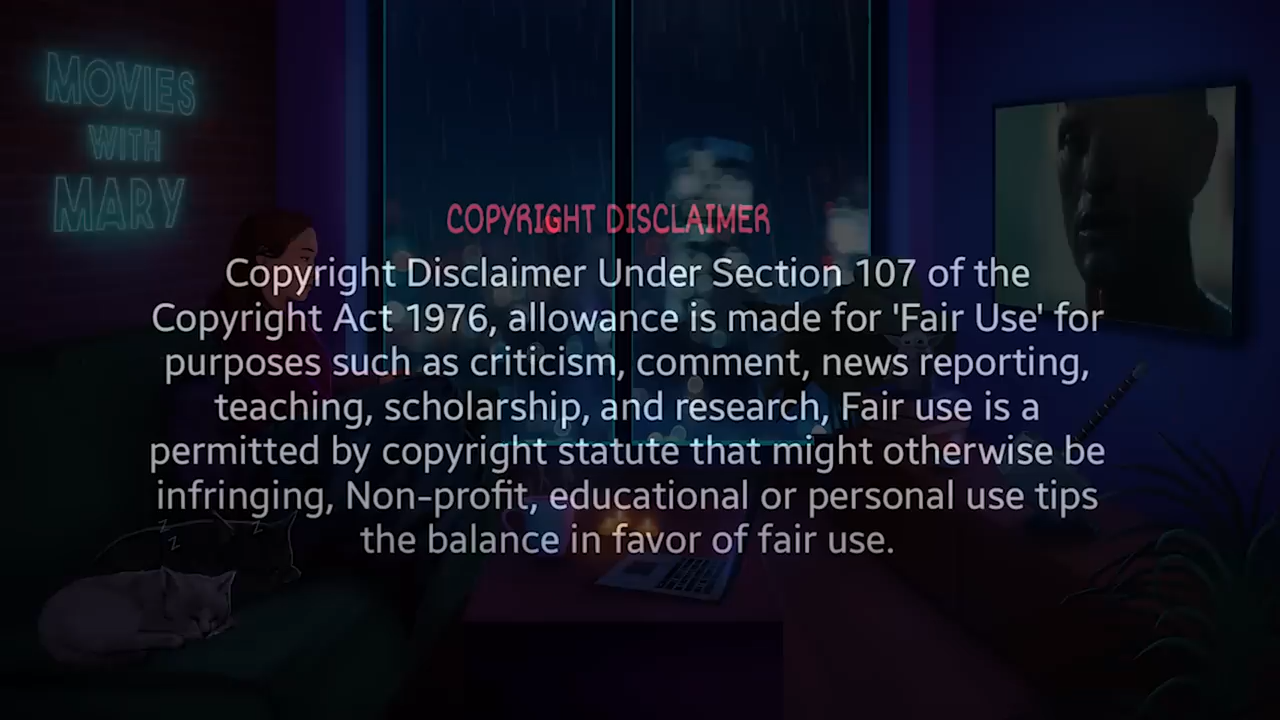 MOVIES
WITH
MARY
COPYRIGHT DISCLAIMER
Copyright Disclaimer Under Section 107 of the
Copyright Act 1976, allowance is made for 'Fair Use' for
purposes such as criticism, comment, news reporting,
teaching, scholarship, and research, Fair use is a
permitted by copyright statute that might otherwise be
infringing, Non-profit, educational or personal use tips
the balance in favor of fair use.
z
z
z